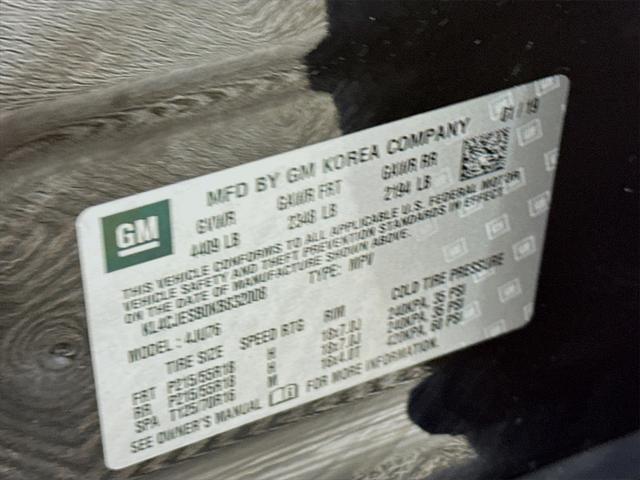 MFD BY GM KOREA COMPANY 01/19
GM
GVWR GAWR FRT GAWR RR
4409 LB 2348 LB 2194 LB
THIS VEHICLE CONFORMS TO ALL APPLICABLE U.S. FEDERAL MOTOR
VEHICLE SAFETY AND THEFT PREVENTION STANDARDS IN EFFECT
ON THE DATE OF MANUFACTURE SHOWN ABOVE.
TYPE: MPV
MODEL: 4JU76
TIRE SIZE SPEED RTG RIM COLD TIRE PRESSURE
FRT P215/55R18 H 18x7.0J 240KPA, 35 PSI
RR P215/55R18 H 18x7.0J 240KPA, 35 PSI
SPA T125/70R16 M 16x4.0T 420KPA, 60 PSI
SEE OWNER'S MANUAL FOR MORE INFORMATION.